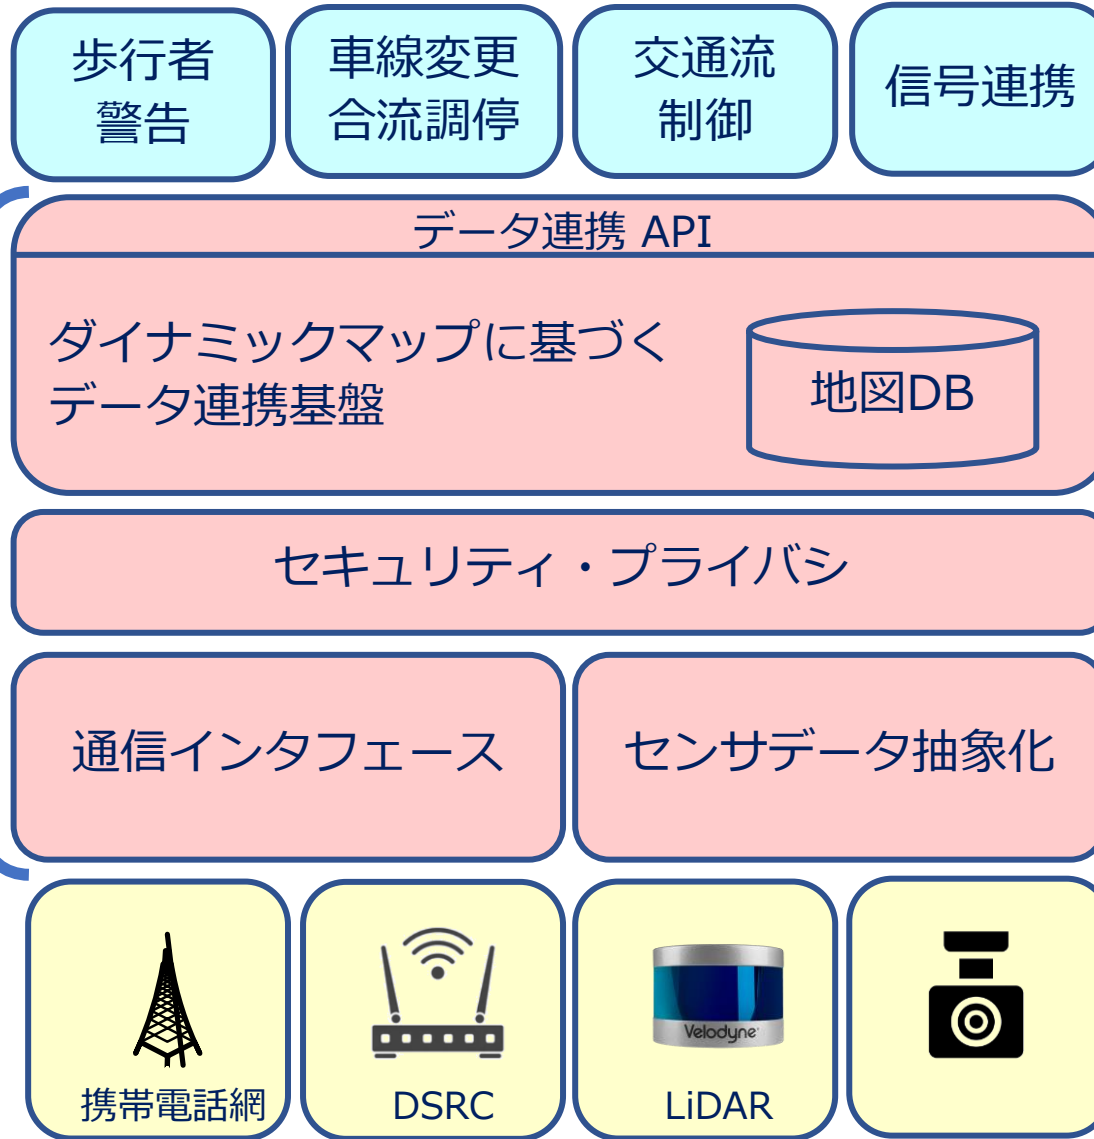 歩行者
警告
車線変更
合流調停
交通流
制御
信号連携
データ連携 API
ダイナミックマップに基づく
データ連携基盤
地図DB
セキュリティ・プライバシ
通信インタフェース
センサデータ抽象化
Velodyne
携帯電話網
DSRC
LiDAR